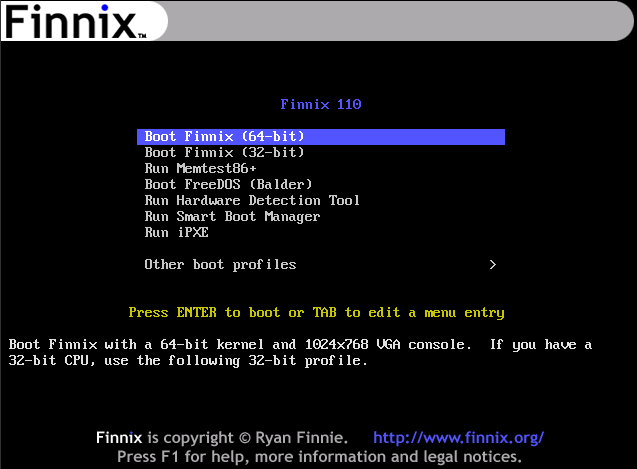 Finnix™
Finnix 110
Boot Finnix (64-bit)
Boot Finnix (32-bit)
Run Memtest86+
Boot FreeDOS (Balder)
Run Hardware Detection Tool
Run Smart Boot Manager
Run iPXE
Other boot profiles >
Press ENTER to boot or TAB to edit a menu entry
Boot Finnix with a 64-bit kernel and 1024x768 VGA console.  If you have a
32-bit CPU, use the following 32-bit profile.
Finnix is copyright © Ryan Finnie. http://www.finnix.org/
Press F1 for help, more information and legal notices.